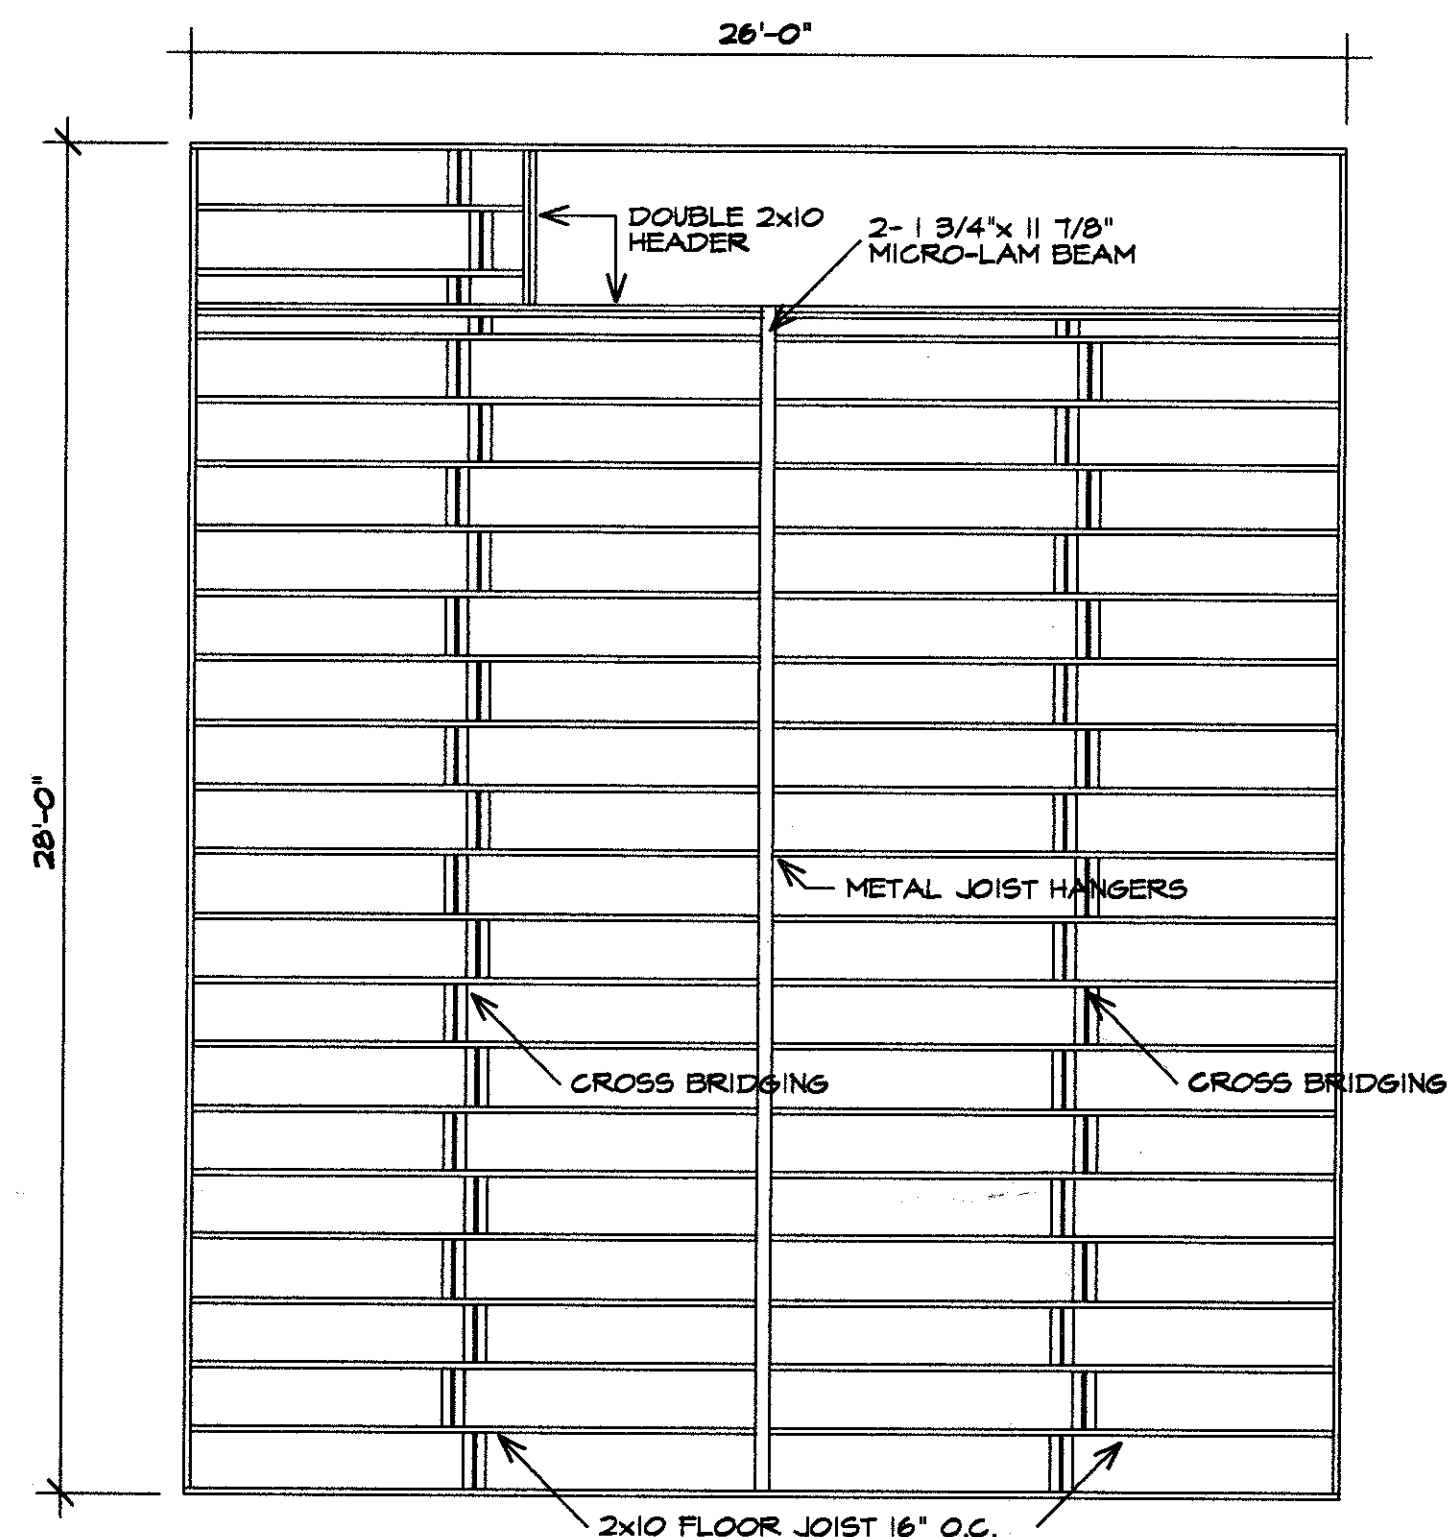 26'-0"
DOUBLE 2x10
HEADER
2- 1 3/4"x 11 7/8"
MICRO-LAM BEAM
28'-0"
METAL JOIST HANGERS
CROSS BRIDGING
CROSS BRIDGING
2x10 FLOOR JOIST 16" O.C.